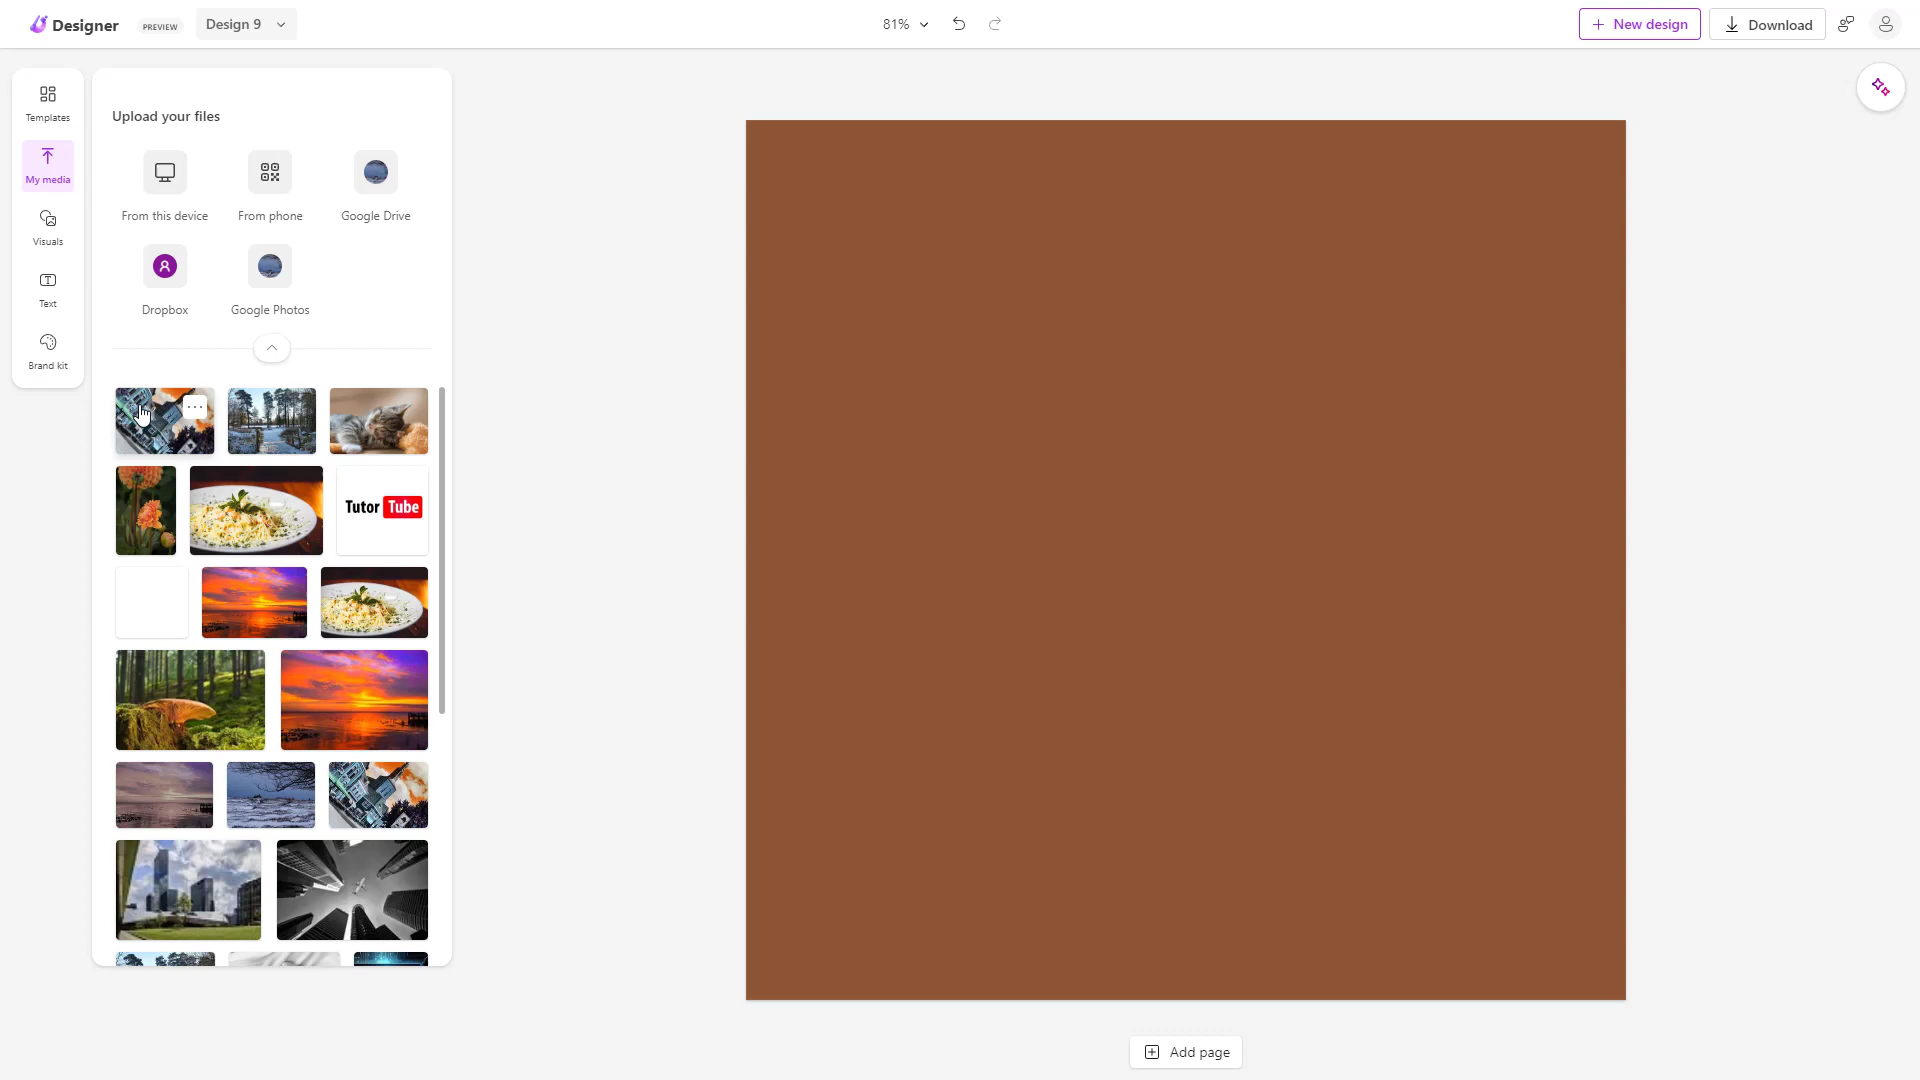 Designer
PREVIEW
Design 9
81%
New design
Download
Templates
My media
Visuals
Text
Brand kit
Upload your files
From this device
From phone
Google Drive
Dropbox
Google Photos
Tutor Tube
Add page